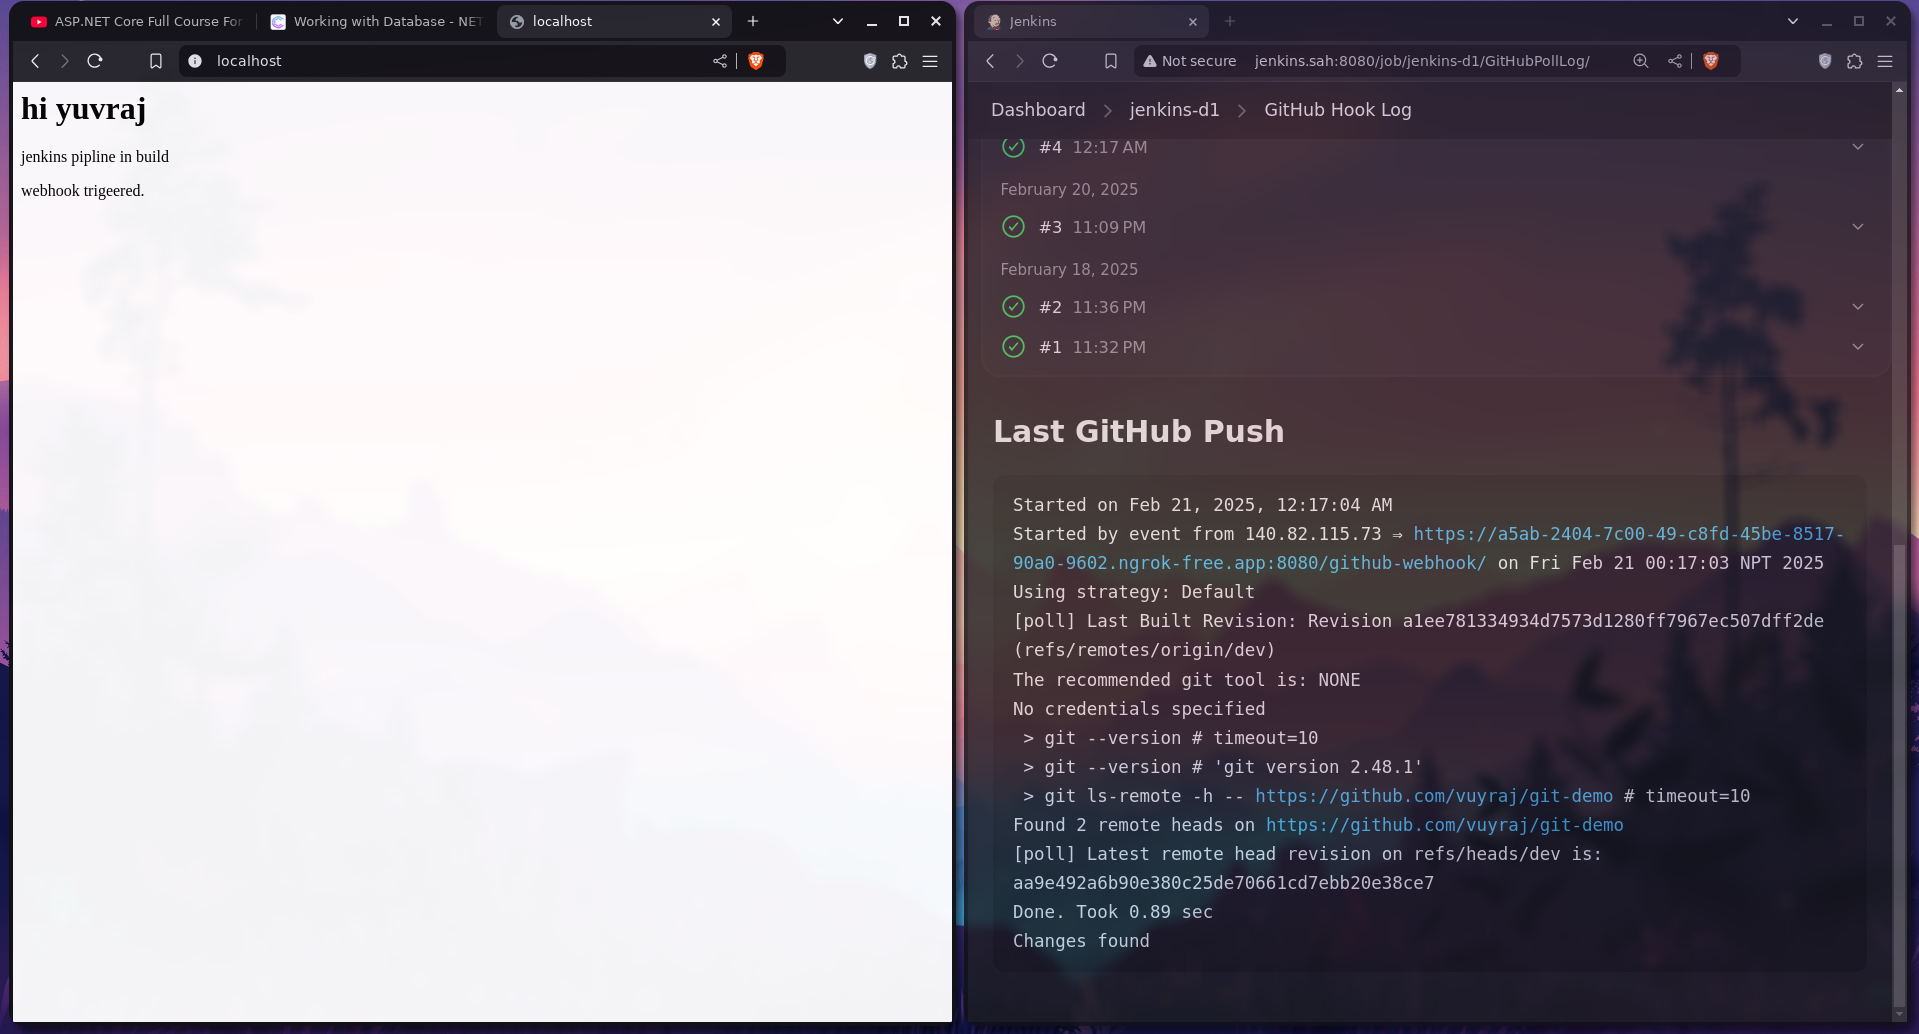 ASP.NET Core Full Course For
Working with Database - .NET
localhost
localhost
hi yuvraj
jenkins pipline in build
webhook trigeered.
Jenkins
Not secure jenkins.sah:8080/job/jenkins-d1/GitHubPollLog/
Dashboard jenkins-d1 GitHub Hook Log
#4 12:17 AM
February 20, 2025
#3 11:09 PM
February 18, 2025
#2 11:36 PM
#1 11:32 PM
Last GitHub Push
Started on Feb 21, 2025, 12:17:04 AM
Started by event from 140.82.115.73 ⇒ https://a5ab-2404-7c00-49-c8fd-45be-8517-
90a0-9602.ngrok-free.app:8080/github-webhook/ on Fri Feb 21 00:17:03 NPT 2025
Using strategy: Default
[poll] Last Built Revision: Revision a1ee781334934d7573d1280ff7967ec507dff2de
(refs/remotes/origin/dev)
The recommended git tool is: NONE
No credentials specified
> git --version # timeout=10
> git --version # 'git version 2.48.1'
> git ls-remote -h -- https://github.com/vuyraj/git-demo # timeout=10
Found 2 remote heads on https://github.com/vuyraj/git-demo
[poll] Latest remote head revision on refs/heads/dev is:
aa9e492a6b90e380c25de70661cd7ebb20e38ce7
Done. Took 0.89 sec
Changes found